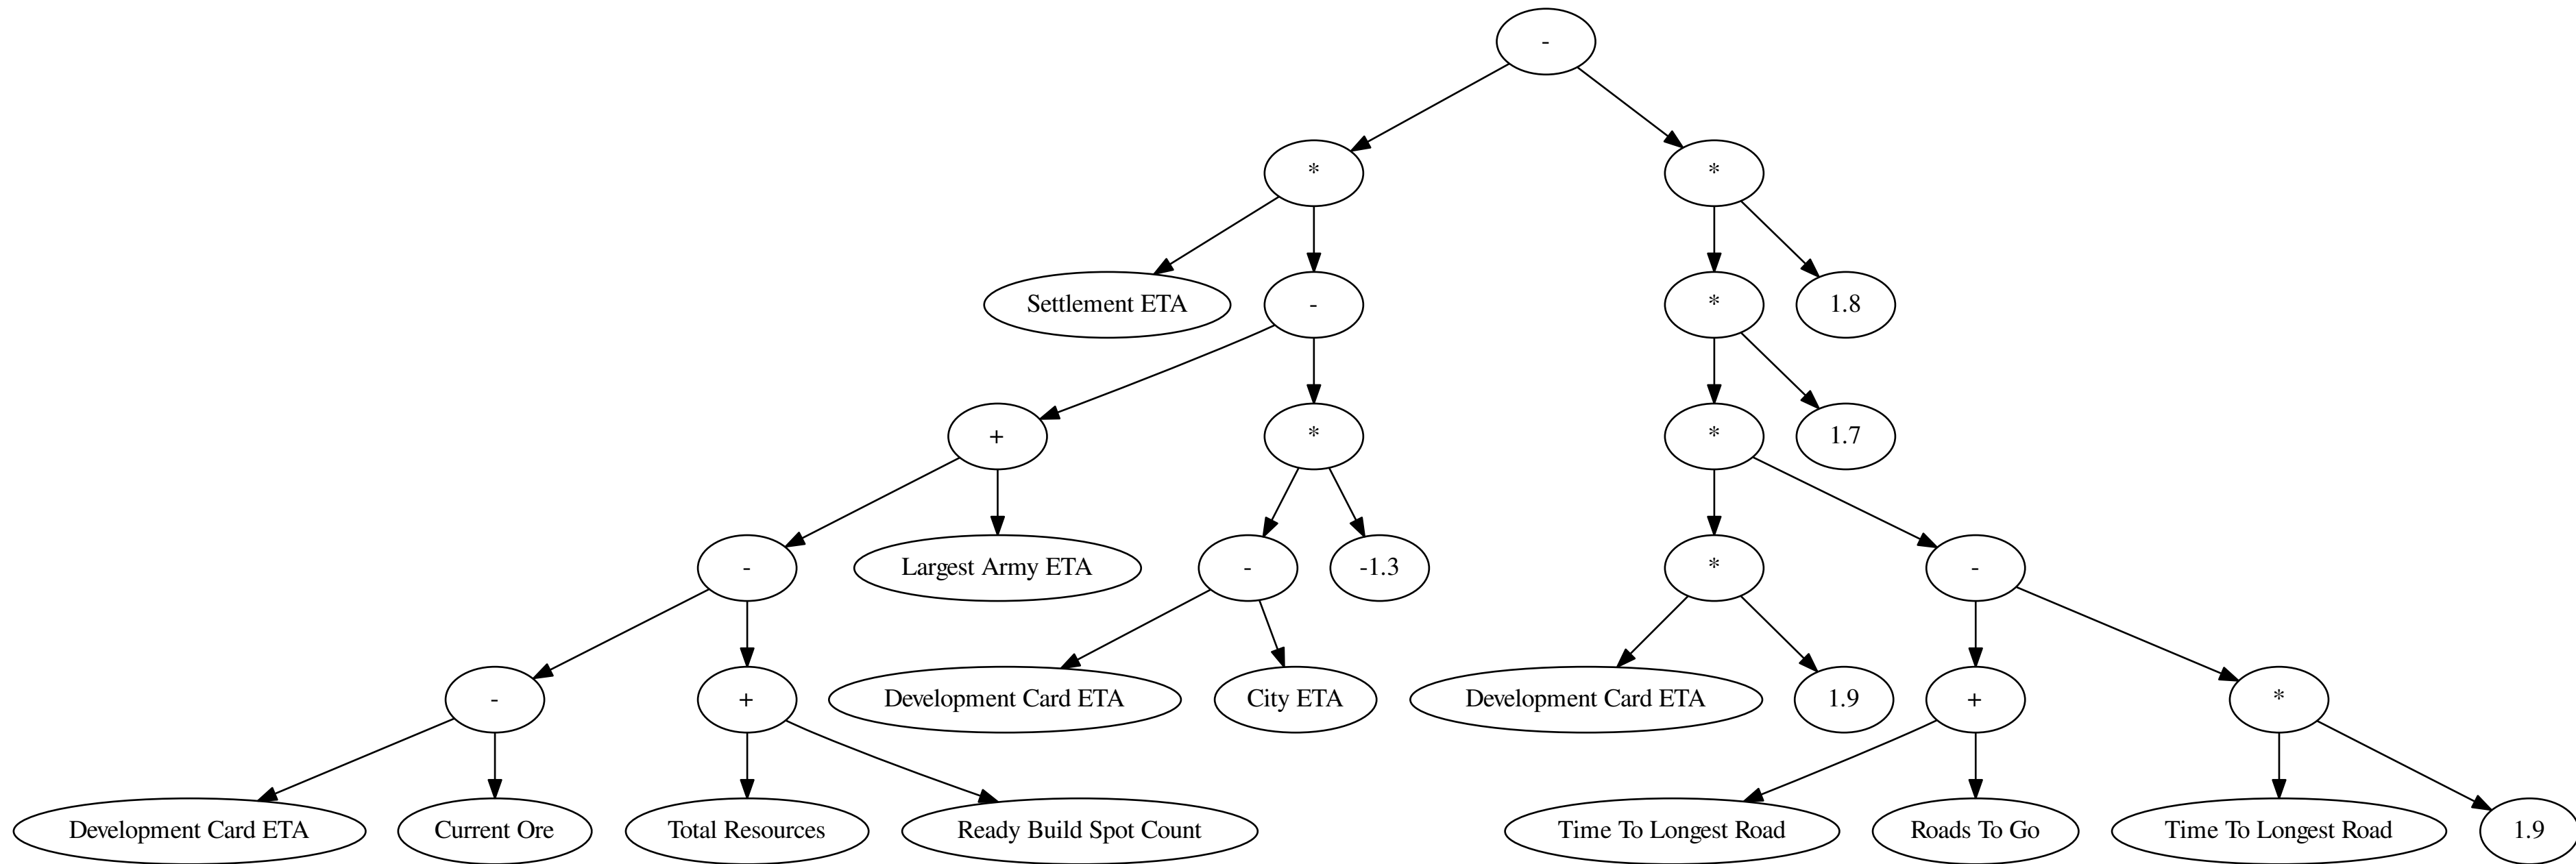 -
*
*
Settlement ETA
-
*
1.8
+
*
*
1.7
-
Largest Army ETA
-
-1.3
*
-
-
+
Development Card ETA
City ETA
Development Card ETA
1.9
+
*
Development Card ETA
Current Ore
Total Resources
Ready Build Spot Count
Time To Longest Road
Roads To Go
Time To Longest Road
1.9